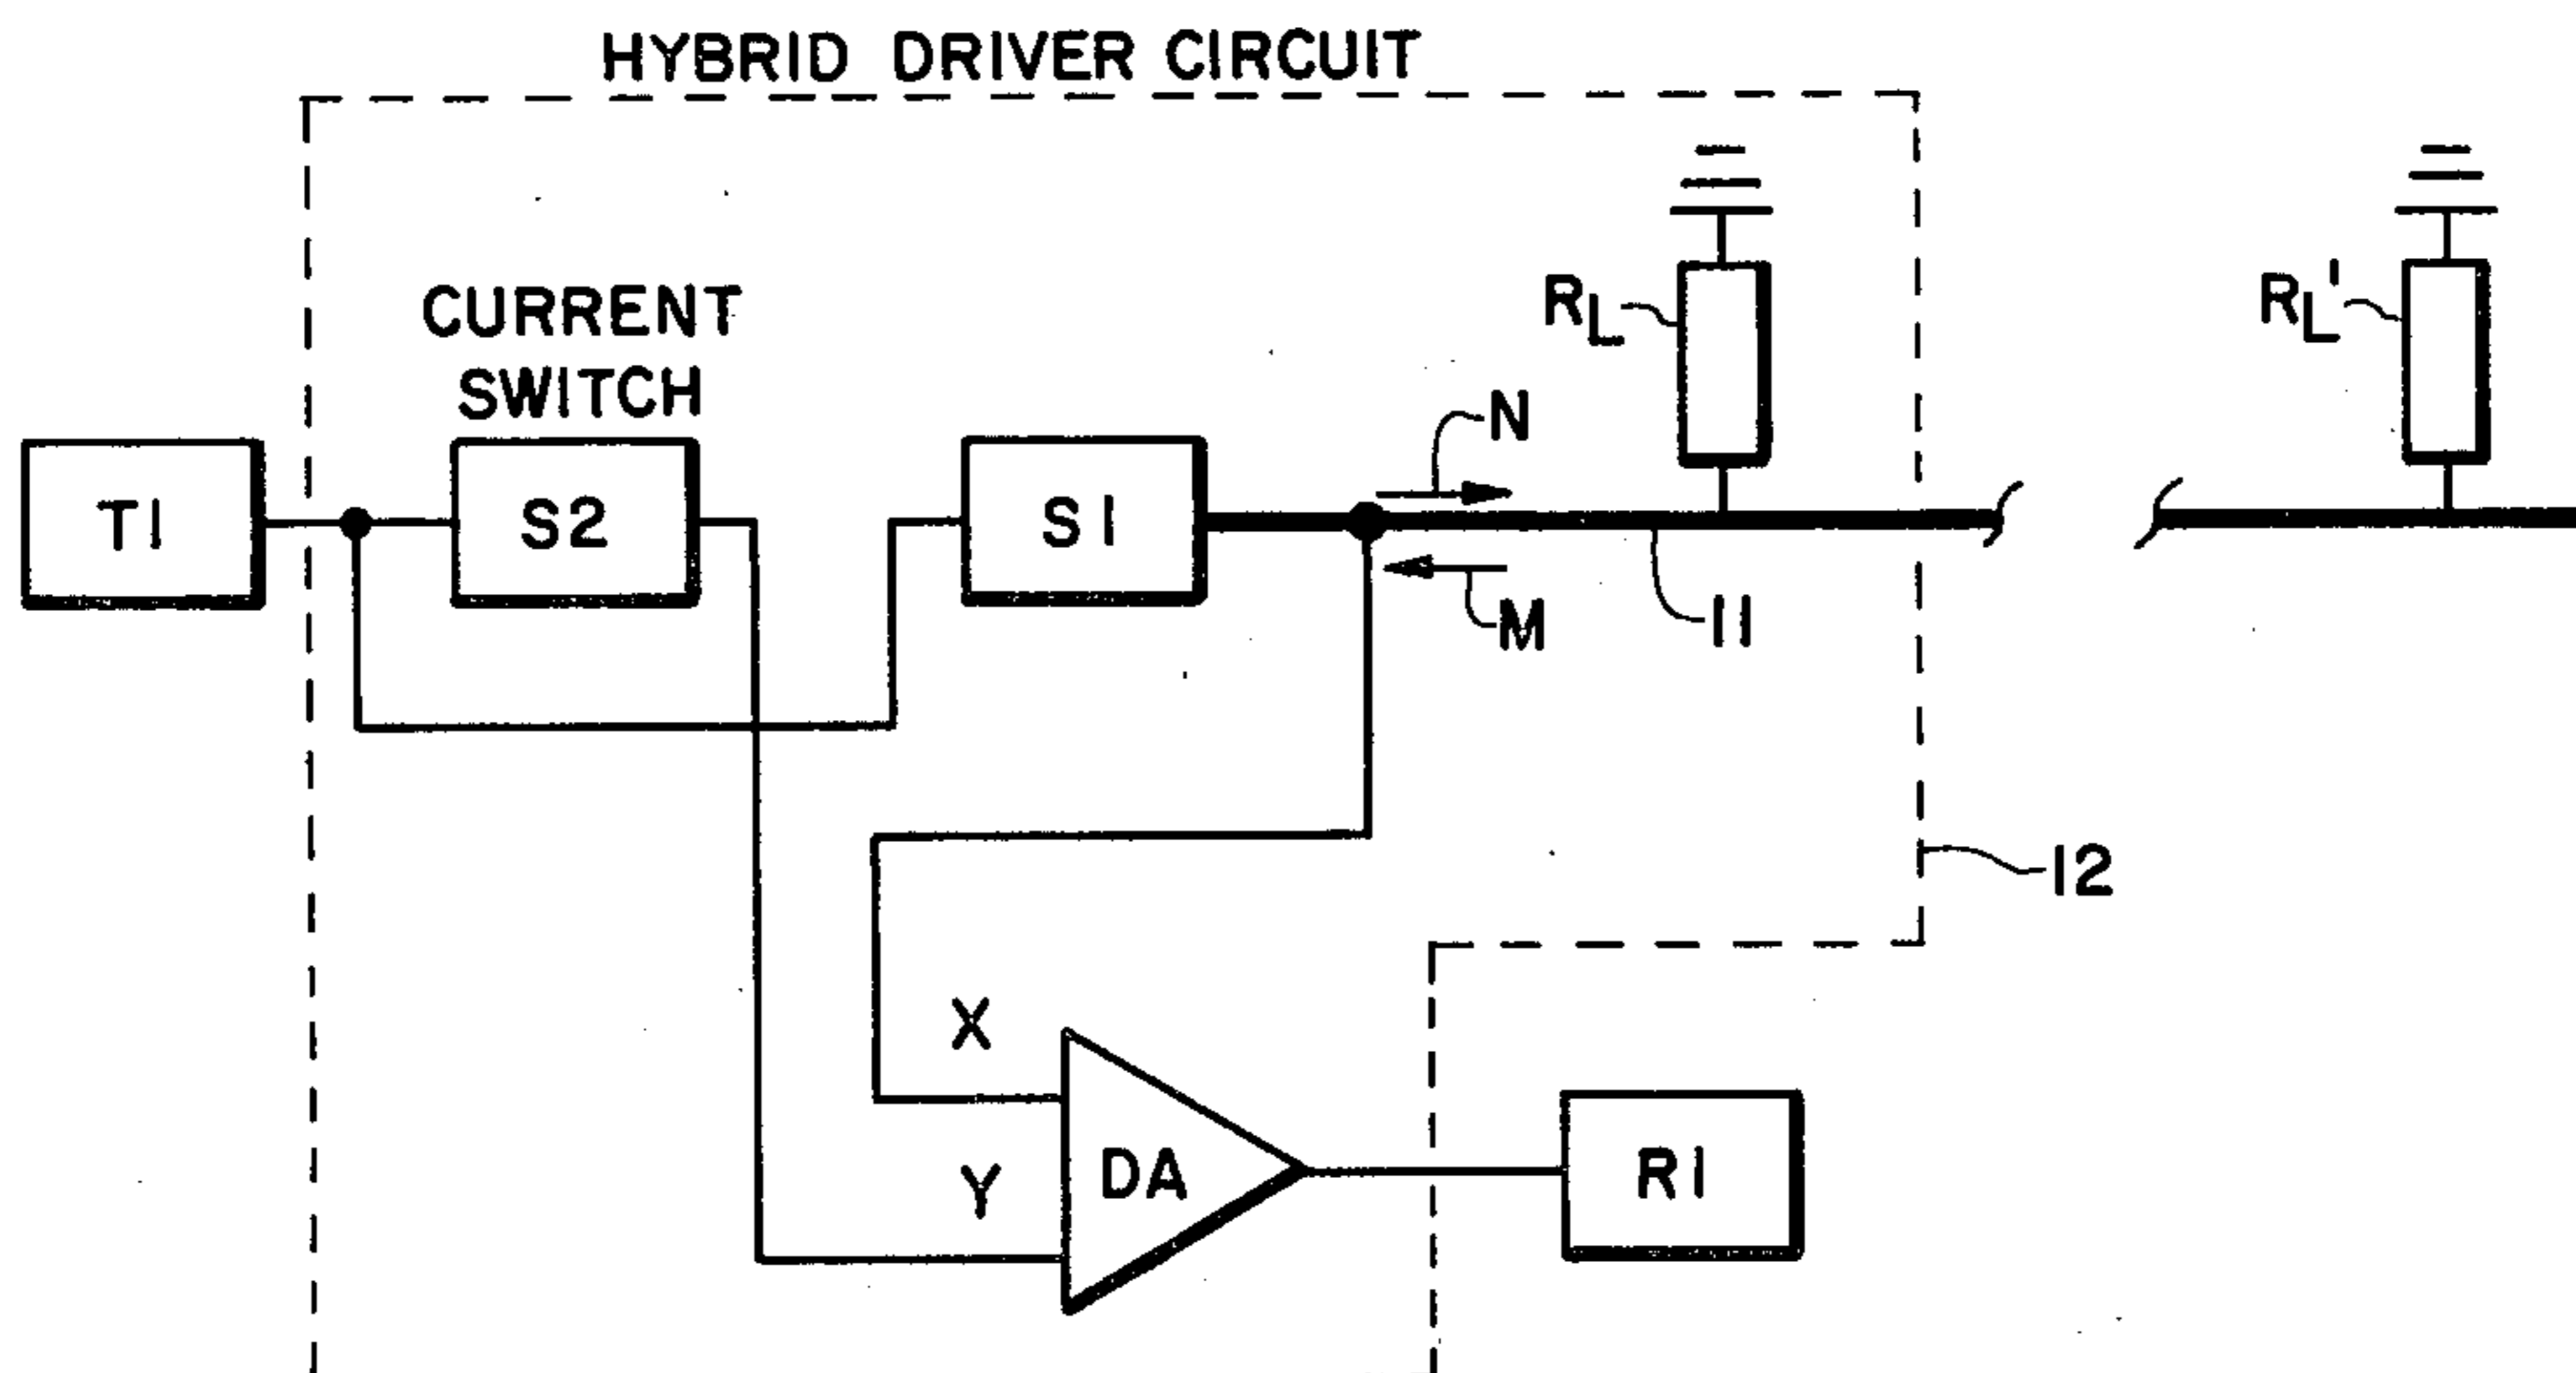 HYBRID DRIVER CIRCUIT
CURRENT
SWITCH
RL
RL'
N
T1
S2
S1
M
11
12
X
Y
DA
R1